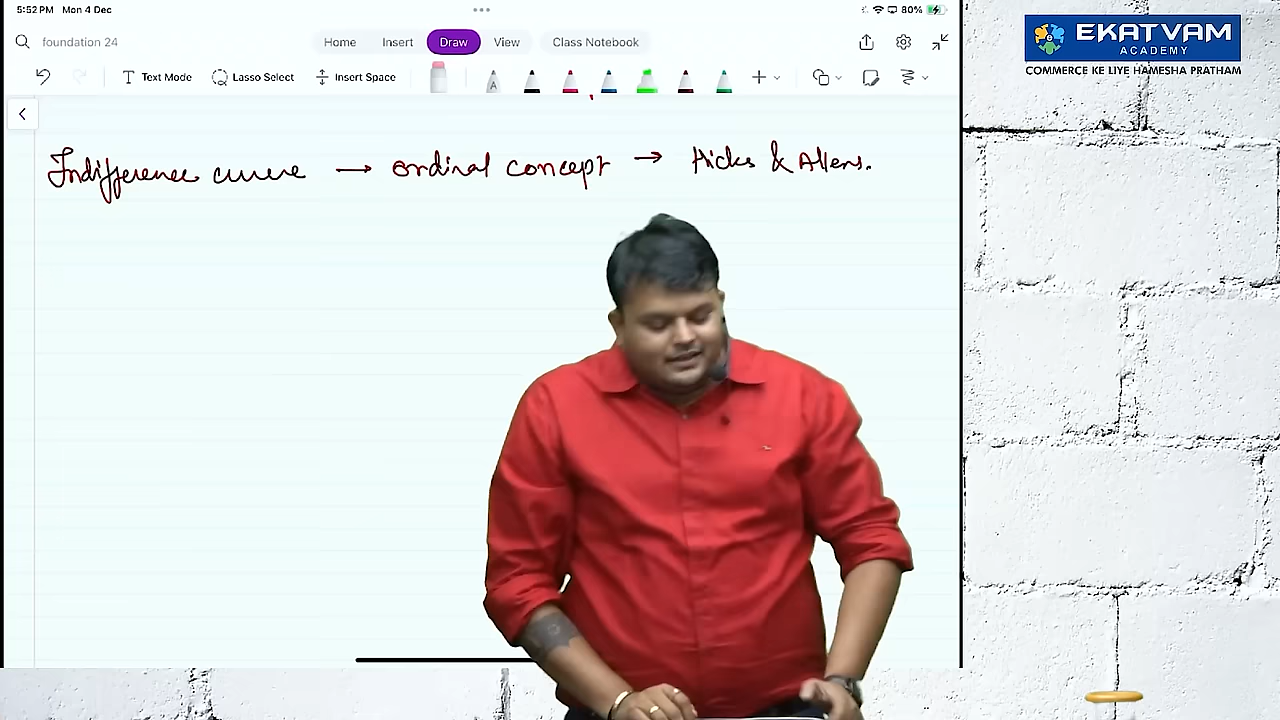 5:52 PM Mon 4 Dec
80%
foundation 24
Home Insert Draw View Class Notebook
Text Mode Lasso Select Insert Space
A
Indifference curve → ordinal concept → Hicks & Allens.
EKATVAM
ACADEMY
COMMERCE KE LIYE HAMESHA PRATHAM